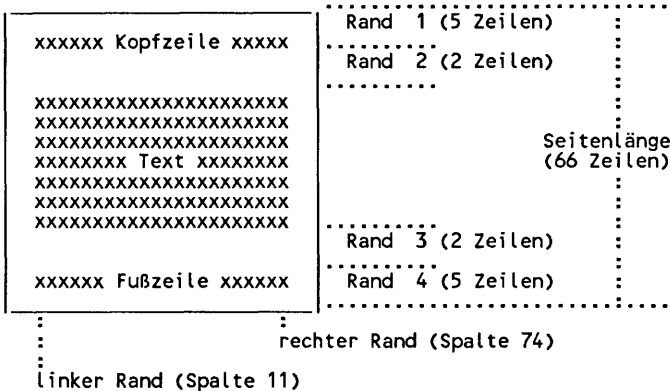 Rand 1 (5 Zeilen)
xxxxxx Kopfzeile xxxxx
Rand 2 (2 Zeilen)
xxxxxxxxxxxxxxxxxxxxxx
xxxxxxxxxxxxxxxxxxxxxx
xxxxxxxxxxxxxxxxxxxxxx
Seitenlänge
xxxxxxxx Text xxxxxxxx
(66 Zeilen)
xxxxxxxxxxxxxxxxxxxxxx
xxxxxxxxxxxxxxxxxxxxxx
xxxxxxxxxxxxxxxxxxxxxx
Rand 3 (2 Zeilen)
xxxxxx Fußzeile xxxxxx
Rand 4 (5 Zeilen)
rechter Rand (Spalte 74)
linker Rand (Spalte 11)